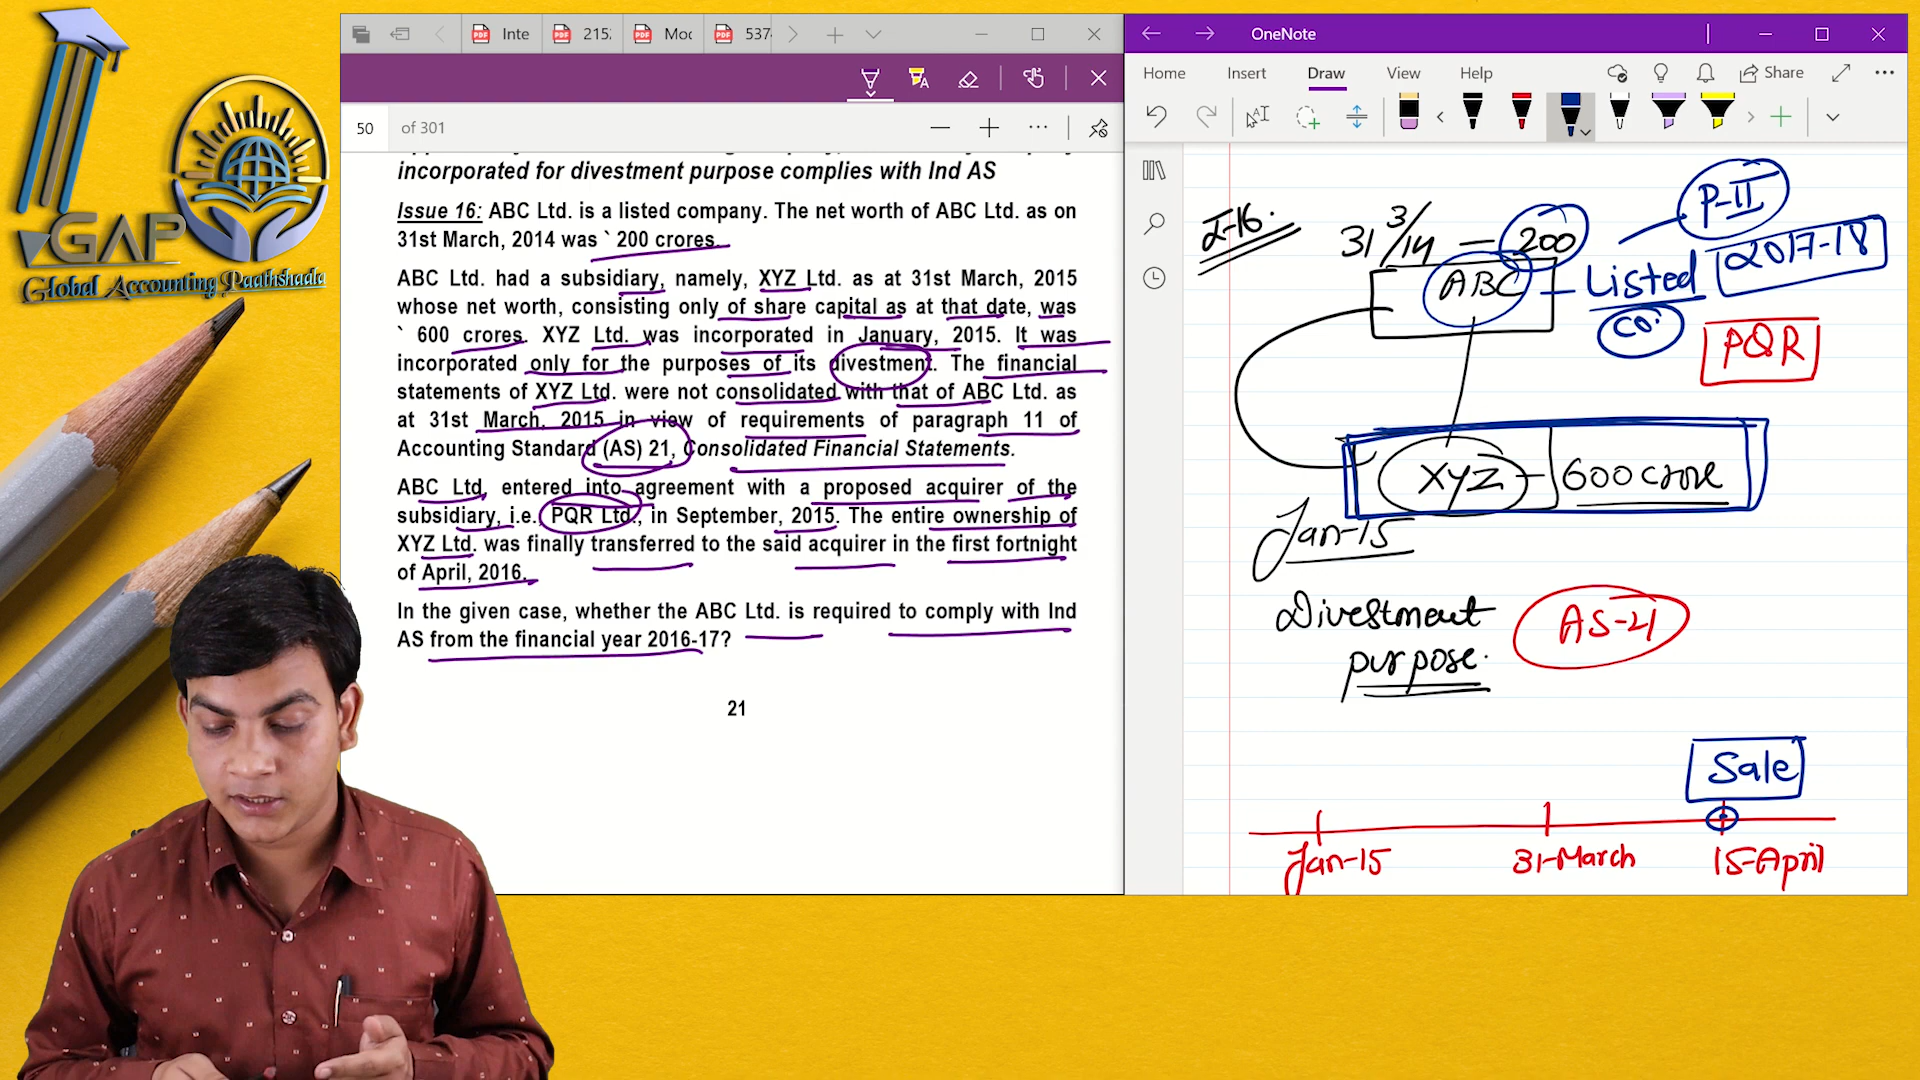 GAP
Global Accounting Paathshada
Inte
215
Moc
537
50 of 301
incorporated for divestment purpose complies with Ind AS
Issue 16: ABC Ltd. is a listed company. The net worth of ABC Ltd. as on
31st March, 2014 was ` 200 crores.
ABC Ltd. had a subsidiary, namely, XYZ Ltd. as at 31st March, 2015
whose net worth, consisting only of share capital as at that date, was
` 600 crores. XYZ Ltd. was incorporated in January, 2015. It was
incorporated only for the purposes of its divestment. The financial
statements of XYZ Ltd. were not consolidated with that of ABC Ltd. as
at 31st March, 2015 in view of requirements of paragraph 11 of
Accounting Standard (AS) 21, Consolidated Financial Statements.
ABC Ltd. entered into agreement with a proposed acquirer of the
subsidiary, i.e. PQR Ltd., in September, 2015. The entire ownership of
XYZ Ltd. was finally transferred to the said acquirer in the first fortnight
of April, 2016.
In the given case, whether the ABC Ltd. is required to comply with Ind
AS from the financial year 2016-17?
21
OneNote
Home Insert Draw View Help Share
I-16.
31 3/14 — 200
P-II
ABC
Listed
Co.
2017-18
PQR
XYZ - 600 crore
Jan-15
Divestment
purpose.
AS-21
Sale
Jan-15 31-March 15-April